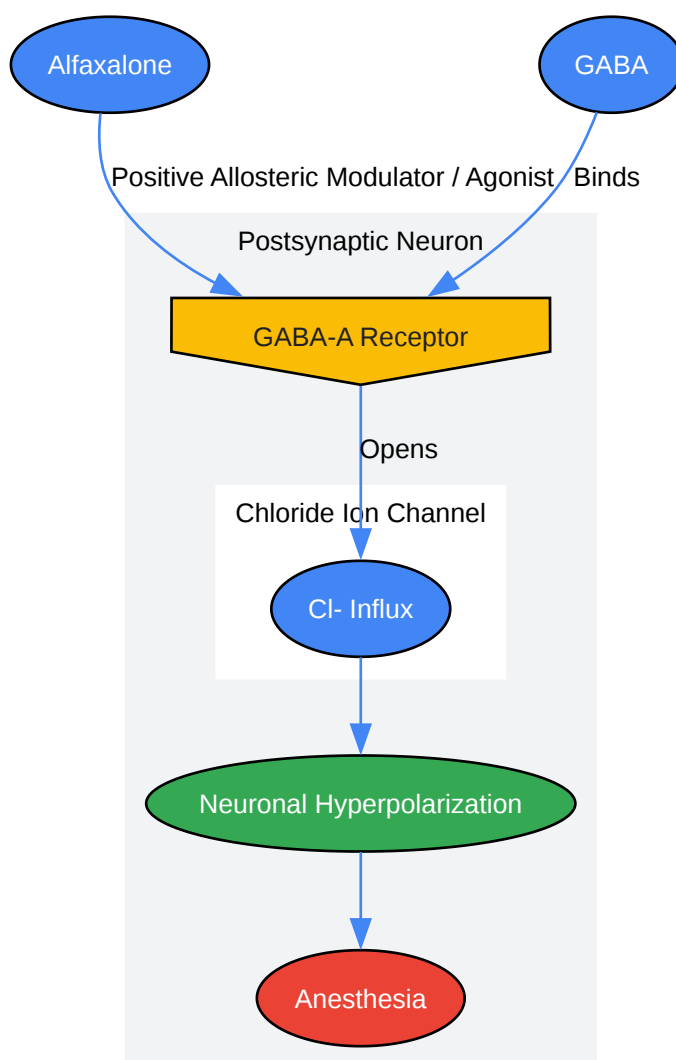 Alfaxalone
GABA
Positive Allosteric Modulator / Agonist
Binds
Postsynaptic Neuron
GABA-A Receptor
Opens
Chloride Ion Channel
Cl- Influx
Neuronal Hyperpolarization
Anesthesia